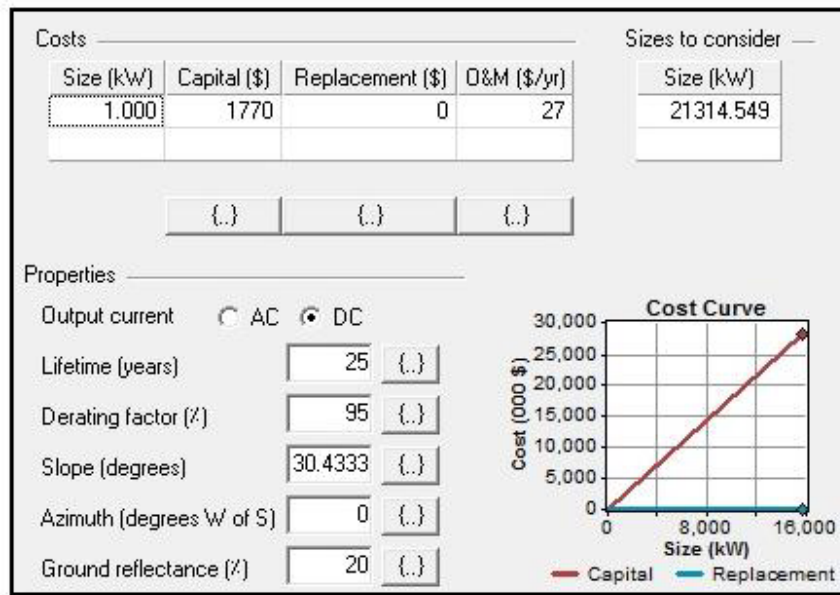 Costs
Sizes to consider
Size (kW) Capital ($) Replacement ($) O&M ($/yr)
Size (kW)
1.000 1770 0 27
21314.549
{..} {..} {..}
Properties
Output current AC DC
Lifetime (years) 25 {..}
Derating factor (%) 95 {..}
Slope (degrees) 30.4333 {..}
Azimuth (degrees W of S) 0 {..}
Ground reflectance (%) 20 {..}
Cost Curve
30,000
25,000
20,000
15,000
10,000
5,000
0
Cost (000 $)
0 8,000 16,000
Size (kW)
Capital Replacement